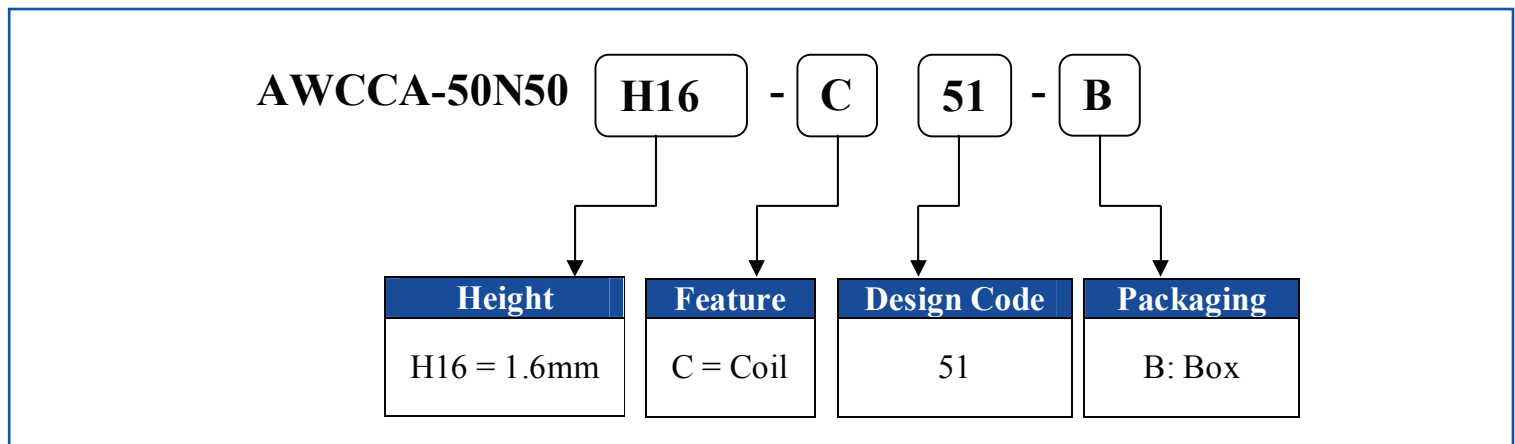 AWCCA-50N50 H16 - C 51 - B
Height Feature Design Code Packaging
H16 = 1.6mm C = Coil 51 B: Box